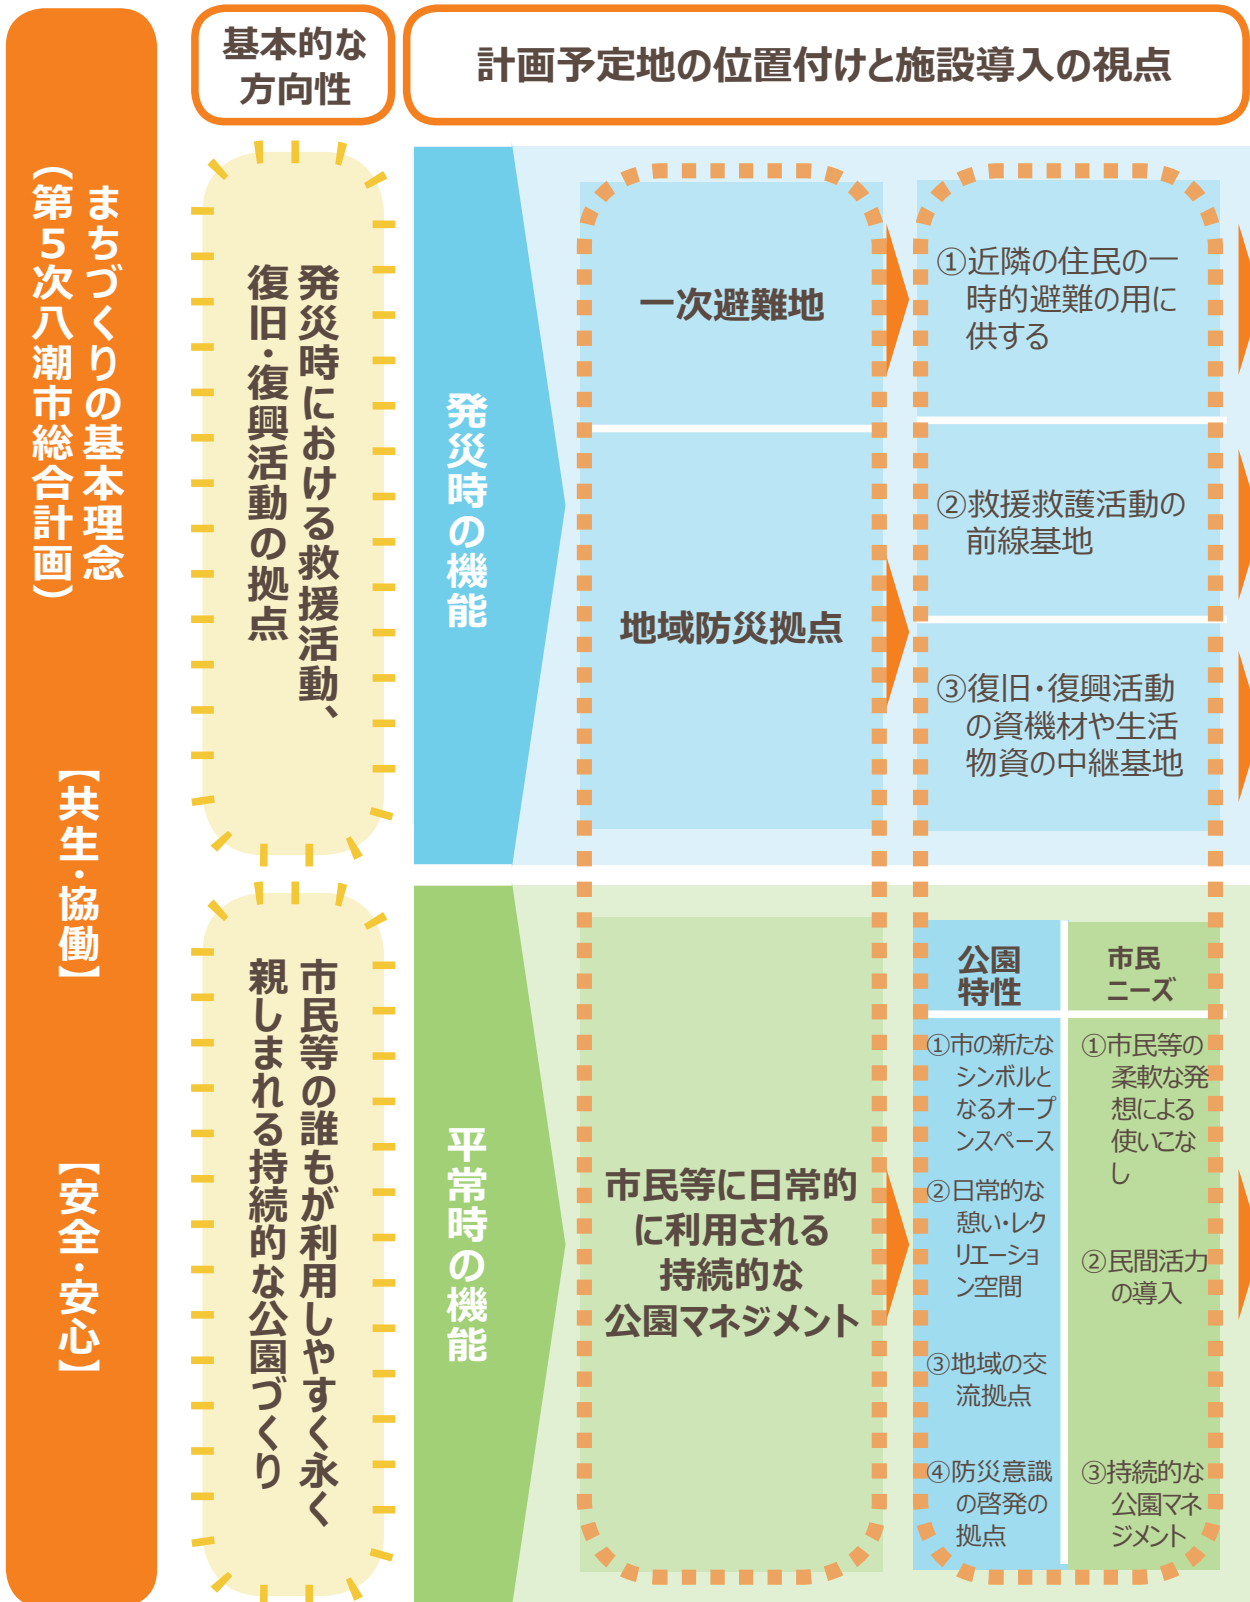 まちづくりの基本理念
（第５次八潮市総合計画）
【共生・協働】
【安全・安心】
基本的な
方向性
計画予定地の位置付けと施設導入の視点
発災時における救援活動、
復旧・復興活動の拠点
発災時の機能
一次避難地
地域防災拠点
①近隣の住民の一
時的避難の用に
供する
②救援救護活動の
前線基地
③復旧・復興活動
の資機材や生活
物資の中継基地
市民等の誰もが利用しやすく永く
親しまれる持続的な公園づくり
平常時の機能
市民等に日常的
に利用される
持続的な
公園マネジメント
公園
特性
①市の新たな
シンボルと
なるオープ
ンスペース
②日常的な
憩い・レク
リエーショ
ン空間
③地域の交
流拠点
④防災意識
の啓発の
拠点
市民
ニーズ
①市民等の
柔軟な発
想による
使いこな
し
②民間活力
の導入
③持続的な
公園マネ
ジメント